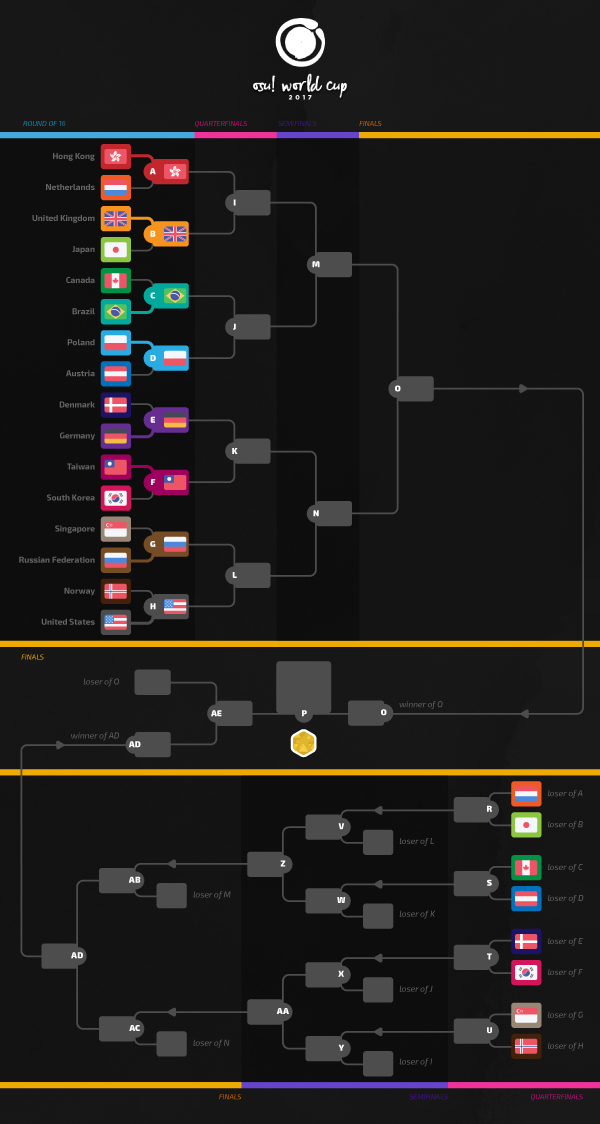 osu! world cup
2017
ROUND OF 16
QUARTERFINALS
SEMIFINALS
FINALS
Hong Kong
A
Netherlands
I
United Kingdom
B
Japan
M
Canada
C
Brazil
J
Poland
D
Austria
O
Denmark
E
Germany
K
Taiwan
F
South Korea
N
Singapore
G
Russian Federation
L
Norway
H
United States
FINALS
loser of O
AE
P
O
winner of O
winner of AD
AD
loser of A
R
loser of B
V
loser of L
Z
loser of C
S
loser of D
AB
loser of M
W
loser of K
AD
loser of E
T
loser of F
X
loser of J
AA
loser of G
U
loser of H
AC
loser of N
Y
loser of I
FINALS
SEMIFINALS
QUARTERFINALS